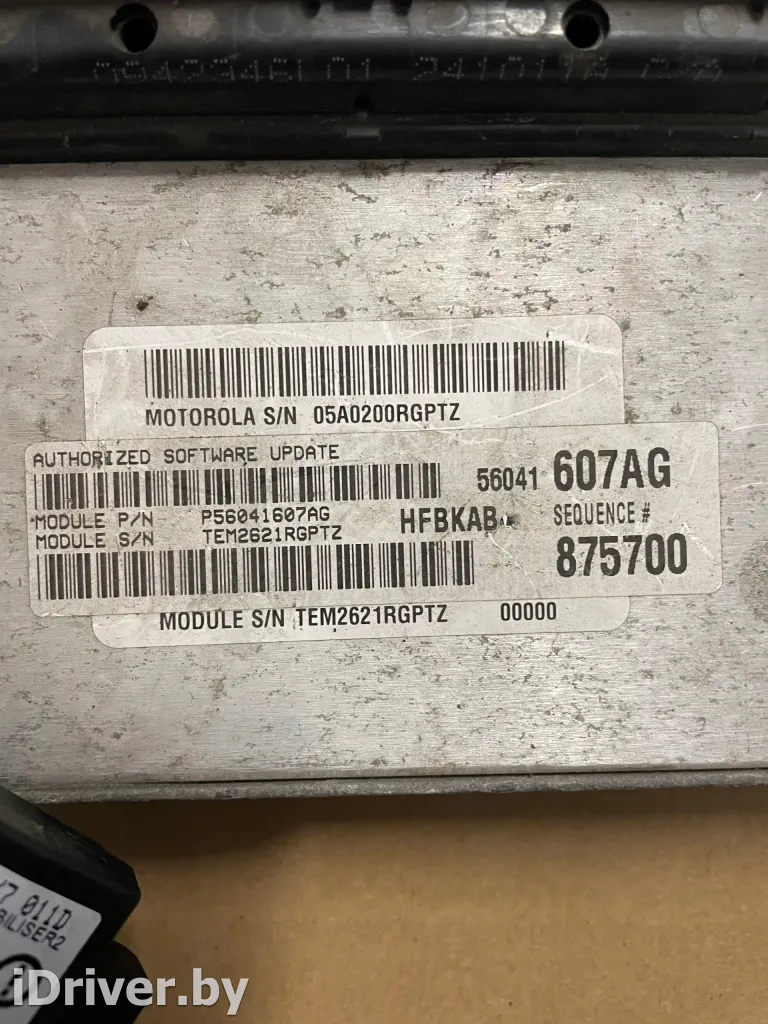 MOTOROLA S/N 05A0200RGPTZ
AUTHORIZED SOFTWARE UPDATE
56041 607AG
MODULE P/N P56041607AG
HFBKAB
SEQUENCE #
MODULE S/N TEM2621RGPTZ
875700
MODULE S/N TEM2621RGPTZ 00000
011D
iDriver.by